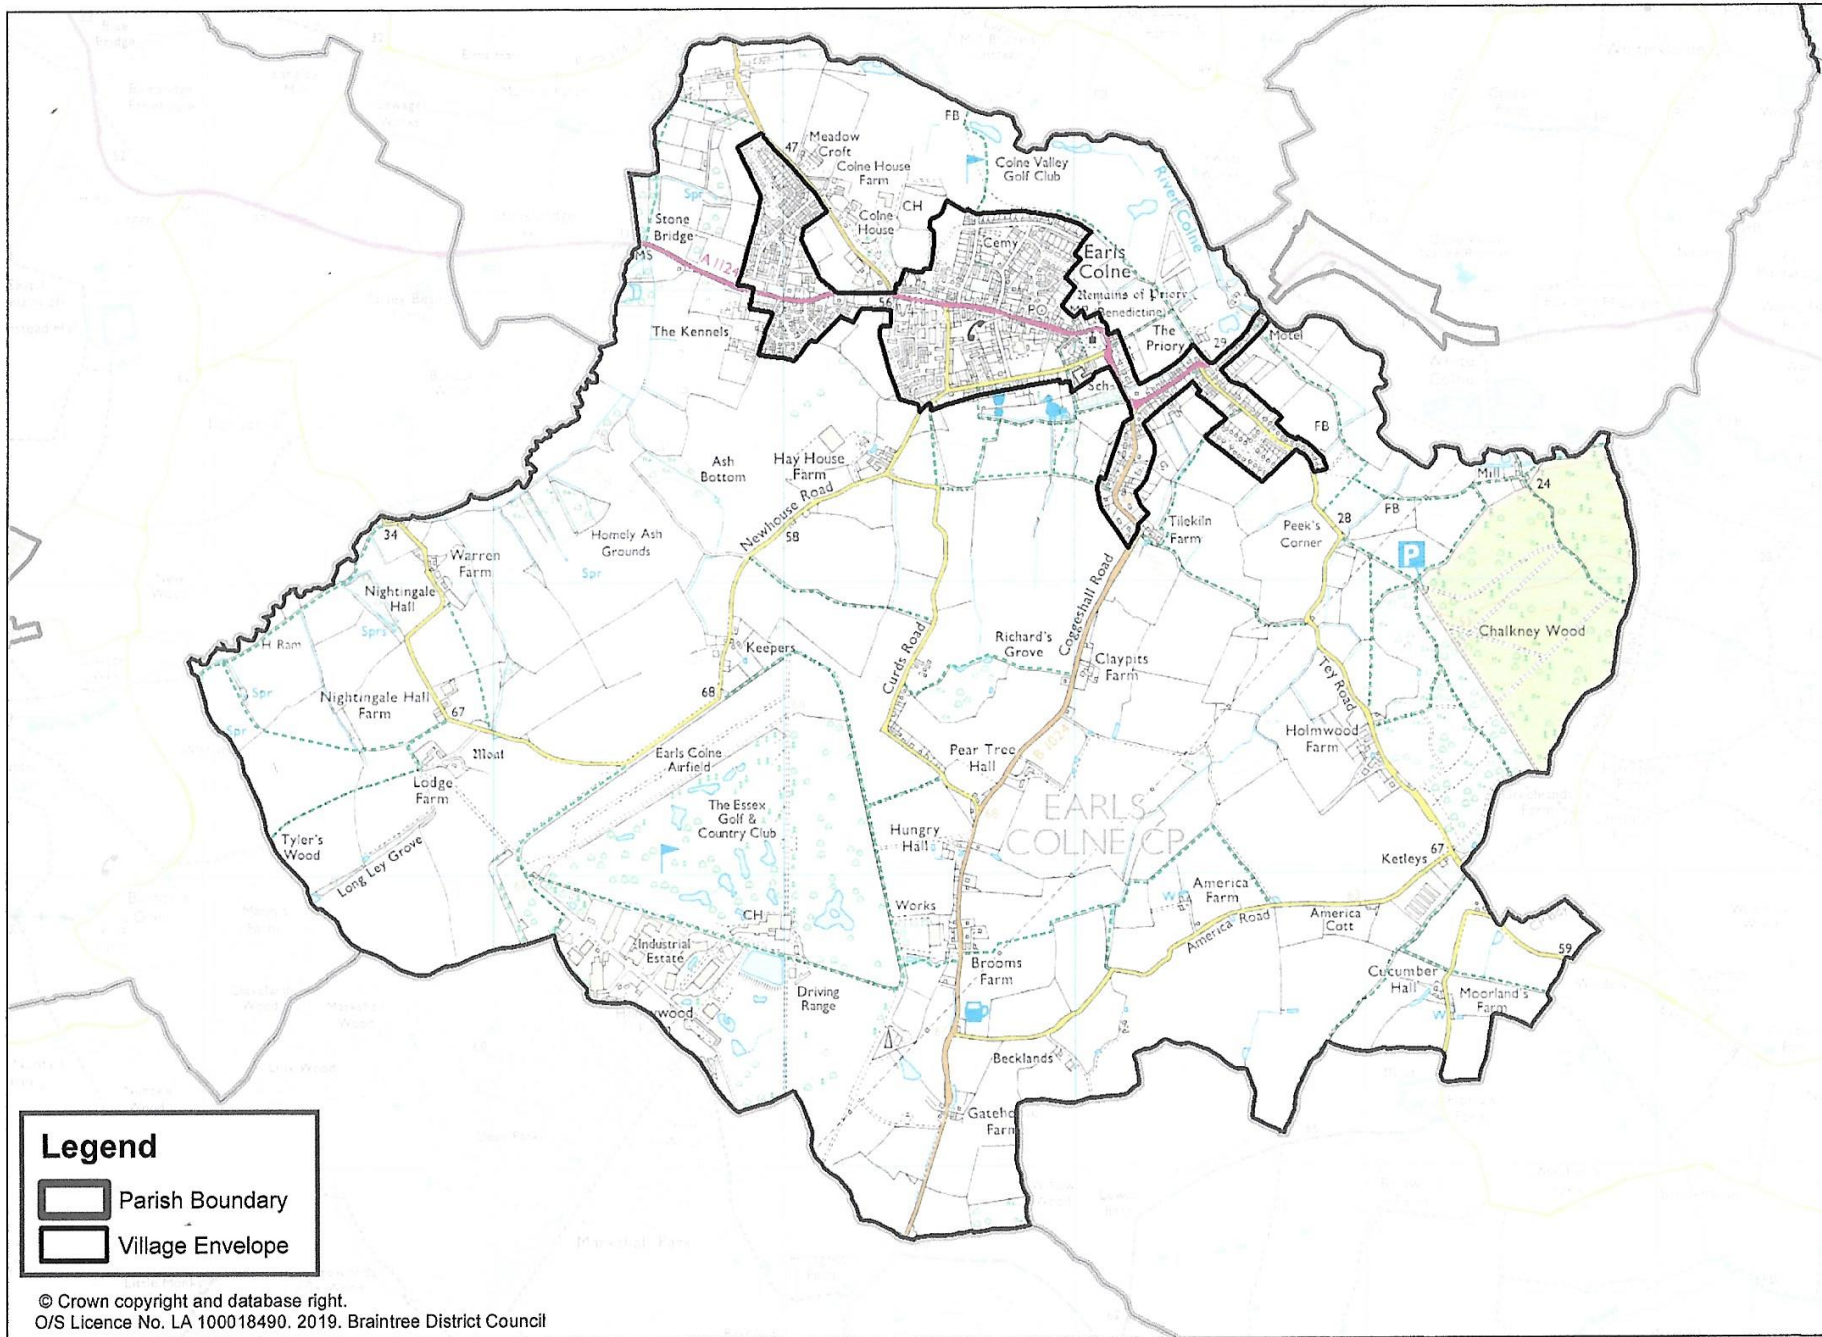 FB
47
Meadow
Croft
Colne House
Farm
Colne Valley
Golf Club
River Colne
Spr
CH
Colne
House
Stone
Bridge
MS
A1124
Cemy
Earls
Colne
56
PO
Remains of Priory
(Benedictine)
The
Priory
29
Motel
The Kennels
Sch
FB
Ash
Bottom
Hay House
Farm
Newhouse Road
58
Mill
24
FB
34
Homely Ash
Grounds
Spr
Warren
Farm
Tilekiln
Farm
Peek's
Corner
28
P
Nightingale
Hall
Sprs
H Ram
Spr
Spr
Keepers
68
Curds Road
Richard's
Grove
Coggeshall Road
Claypits
Farm
Chalkney Wood
Tey Road
Nightingale Hall
Farm
67
Moat
Lodge
Farm
Earls Colne
Airfield
Pear Tree
Hall
B 1024
Holmwood
Farm
The Essex
Golf &
Country Club
EARLS
COLNE CP
Tyler's
Wood
Long Ley Grove
Hungry
Hall
67
Ketleys
America
Farm
W
America Road
America
Cott
Works
CH
Industrial
Estate
Brooms
Farm
Driving
Range
59
Cucumber
Hall
Moorland's
Farm
W
Becklands
Farm
Legend
Parish Boundary
Village Envelope
© Crown copyright and database right.
O/S Licence No. LA 100018490. 2019. Braintree District Council